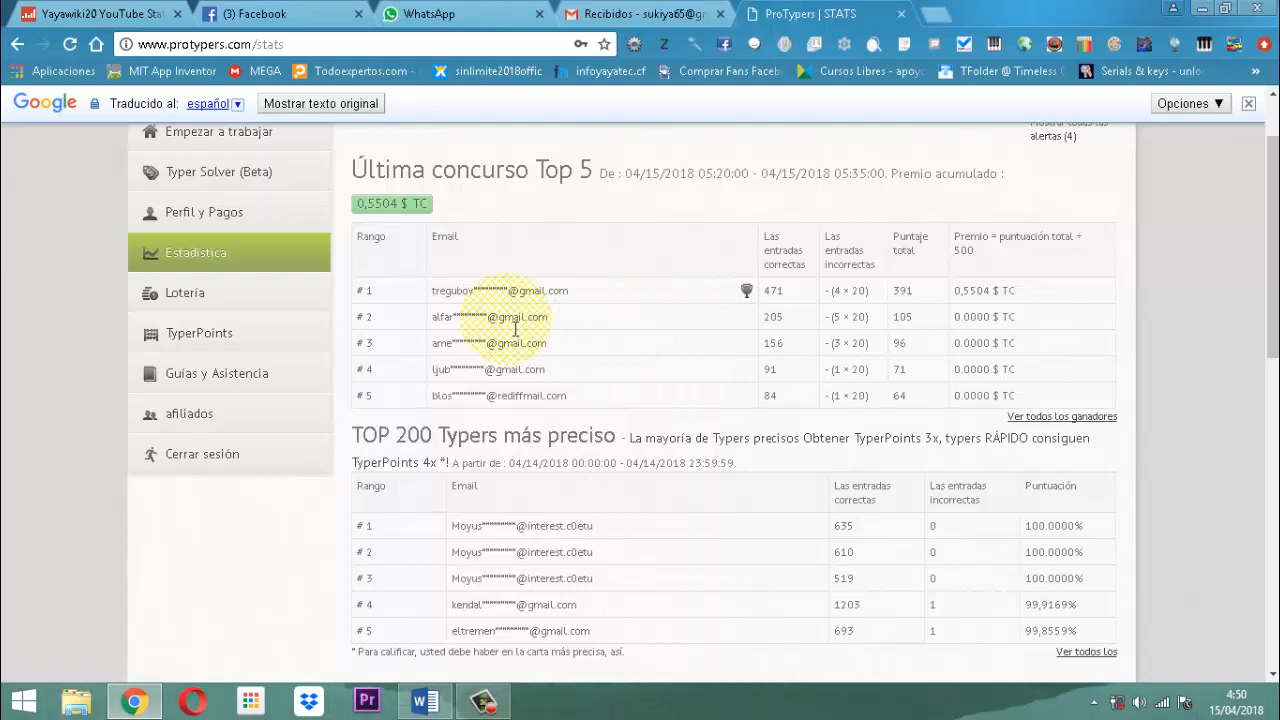 Yayawiki20 YouTube Stat
(3) Facebook
WhatsApp
Recibidos - sukiya65@gm
ProTypers | STATS
www.protypers.com/stats
Aplicaciones
MIT App Inventor
MEGA
Todoexpertos.com -
sinlimite2018offic
infoyayatec.cf
Comprar Fans Faceb
Cursos Libres - apoy
TFolder @ Timeless
Serials & keys - unlo
»
Google
Traducido al: español
Mostrar texto original
Opciones ▼
Empezar a trabajar
Typer Solver (Beta)
Perfil y Pagos
Estadística
Lotería
TyperPoints
Guías y Asistencia
afiliados
Cerrar sesión
Mostrar todas las
alertas (4)
Última concurso Top 5 De : 04/15/2018 05:20:00 - 04/15/2018 05:35:00. Premio acumulado :
0,5504 $ TC
Rango Email Las entradas correctas Las entradas incorrectas Puntaje total Premio = puntuación total ÷ 500
# 1 treguboy*********@gmail.com 471 - (4 × 20) 391 0,5504 $ TC
# 2 alfar*********@gmail.com 205 - (5 × 20) 105 0.0000 $ TC
# 3 ame*********@gmail.com 156 - (3 × 20) 96 0.0000 $ TC
# 4 ljub*********@gmail.com 91 - (1 × 20) 71 0.0000 $ TC
# 5 blos*********@rediffmail.com 84 - (1 × 20) 64 0.0000 $ TC
Ver todos los ganadores
TOP 200 Typers más preciso - La mayoría de Typers precisos Obtener TyperPoints 3x, typers RÁPIDO consiguen
TyperPoints 4x *! A partir de : 04/14/2018 00:00:00 - 04/14/2018 23:59:59.
Rango Email Las entradas correctas Las entradas incorrectas Puntuación
# 1 Moyus*********@interest.c0etu 635 0 100.0000%
# 2 Moyus*********@interest.c0etu 610 0 100.0000%
# 3 Moyus*********@interest.c0etu 519 0 100.0000%
# 4 kendal*********@gmail.com 1203 1 99,9169%
# 5 eltremen*********@gmail.com 693 1 99,8559%
* Para calificar, usted debe haber en la carta más precisa, así.
Ver todos los
Pr
4:50
15/04/2018